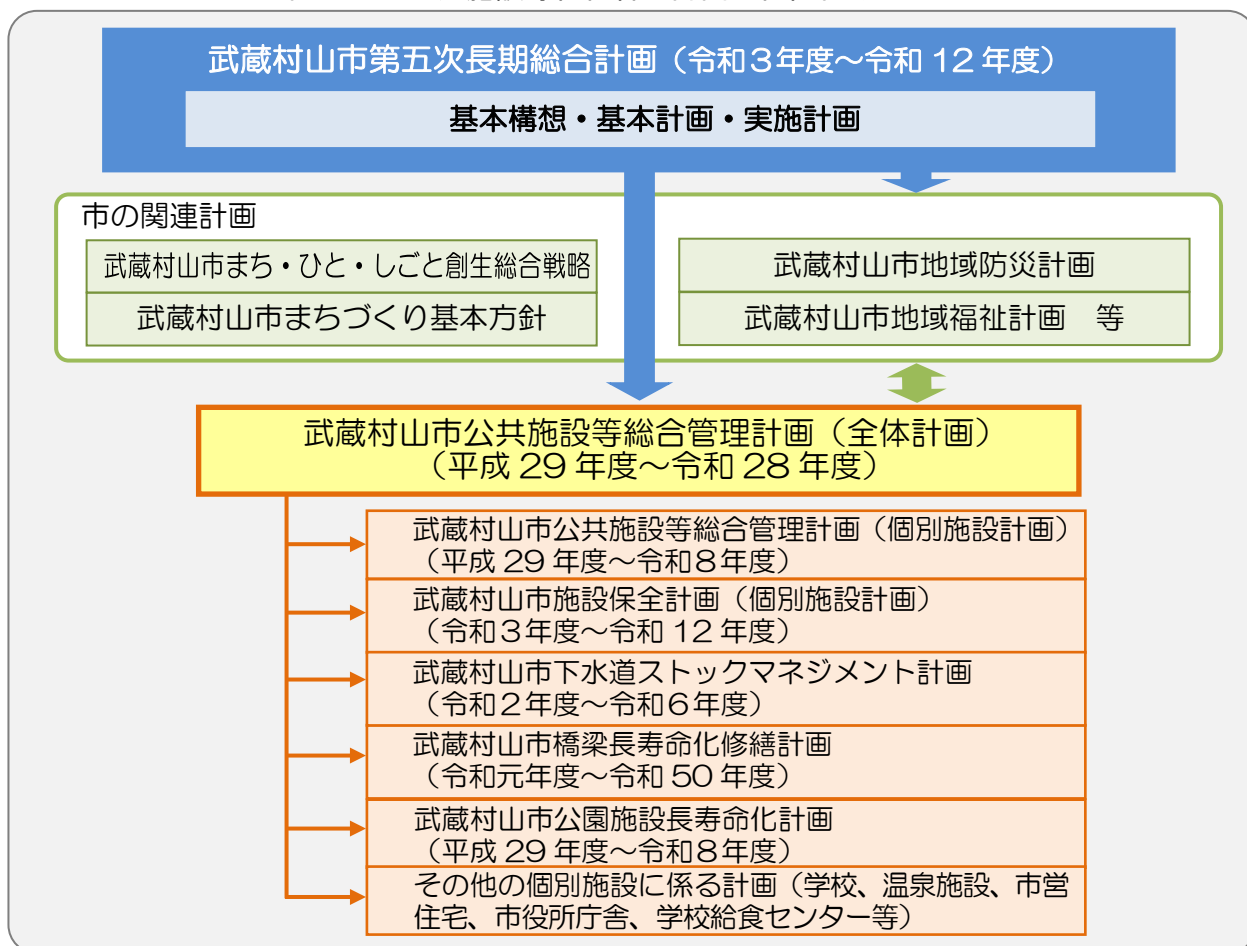 武蔵村山市第五次長期総合計画（令和３年度～令和 12 年度）
基本構想・基本計画・実施計画
市の関連計画
武蔵村山市まち・ひと・しごと創生総合戦略
武蔵村山市まちづくり基本方針
武蔵村山市地域防災計画
武蔵村山市地域福祉計画　等
武蔵村山市公共施設等総合管理計画（全体計画）
（平成 29 年度～令和 28 年度）
武蔵村山市公共施設等総合管理計画（個別施設計画）
（平成 29 年度～令和８年度）
武蔵村山市施設保全計画（個別施設計画）
（令和３年度～令和 12 年度）
武蔵村山市下水道ストックマネジメント計画
（令和２年度～令和６年度）
武蔵村山市橋梁長寿命化修繕計画
（令和元年度～令和 50 年度）
武蔵村山市公園施設長寿命化計画
（平成 29 年度～令和８年度）
その他の個別施設に係る計画（学校、温泉施設、市営
住宅、市役所庁舎、学校給食センター等）